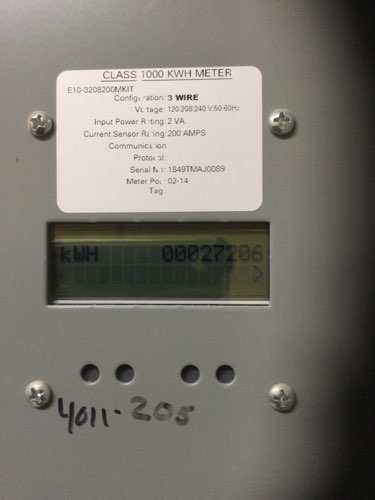 CLASS 1000 KWH METER
E10-3208200MKIT
Configuration: 3 WIRE
Voltage: 120:208:240 V:50-60Hz
Input Power Rating: 2 VA
Current Sensor Rating: 200 AMPS
Communication
Protocol:
Serial No: 1849TMAJ0089
Meter Pos: 02-14
Tag:
kWH 00027206
>
4011-205